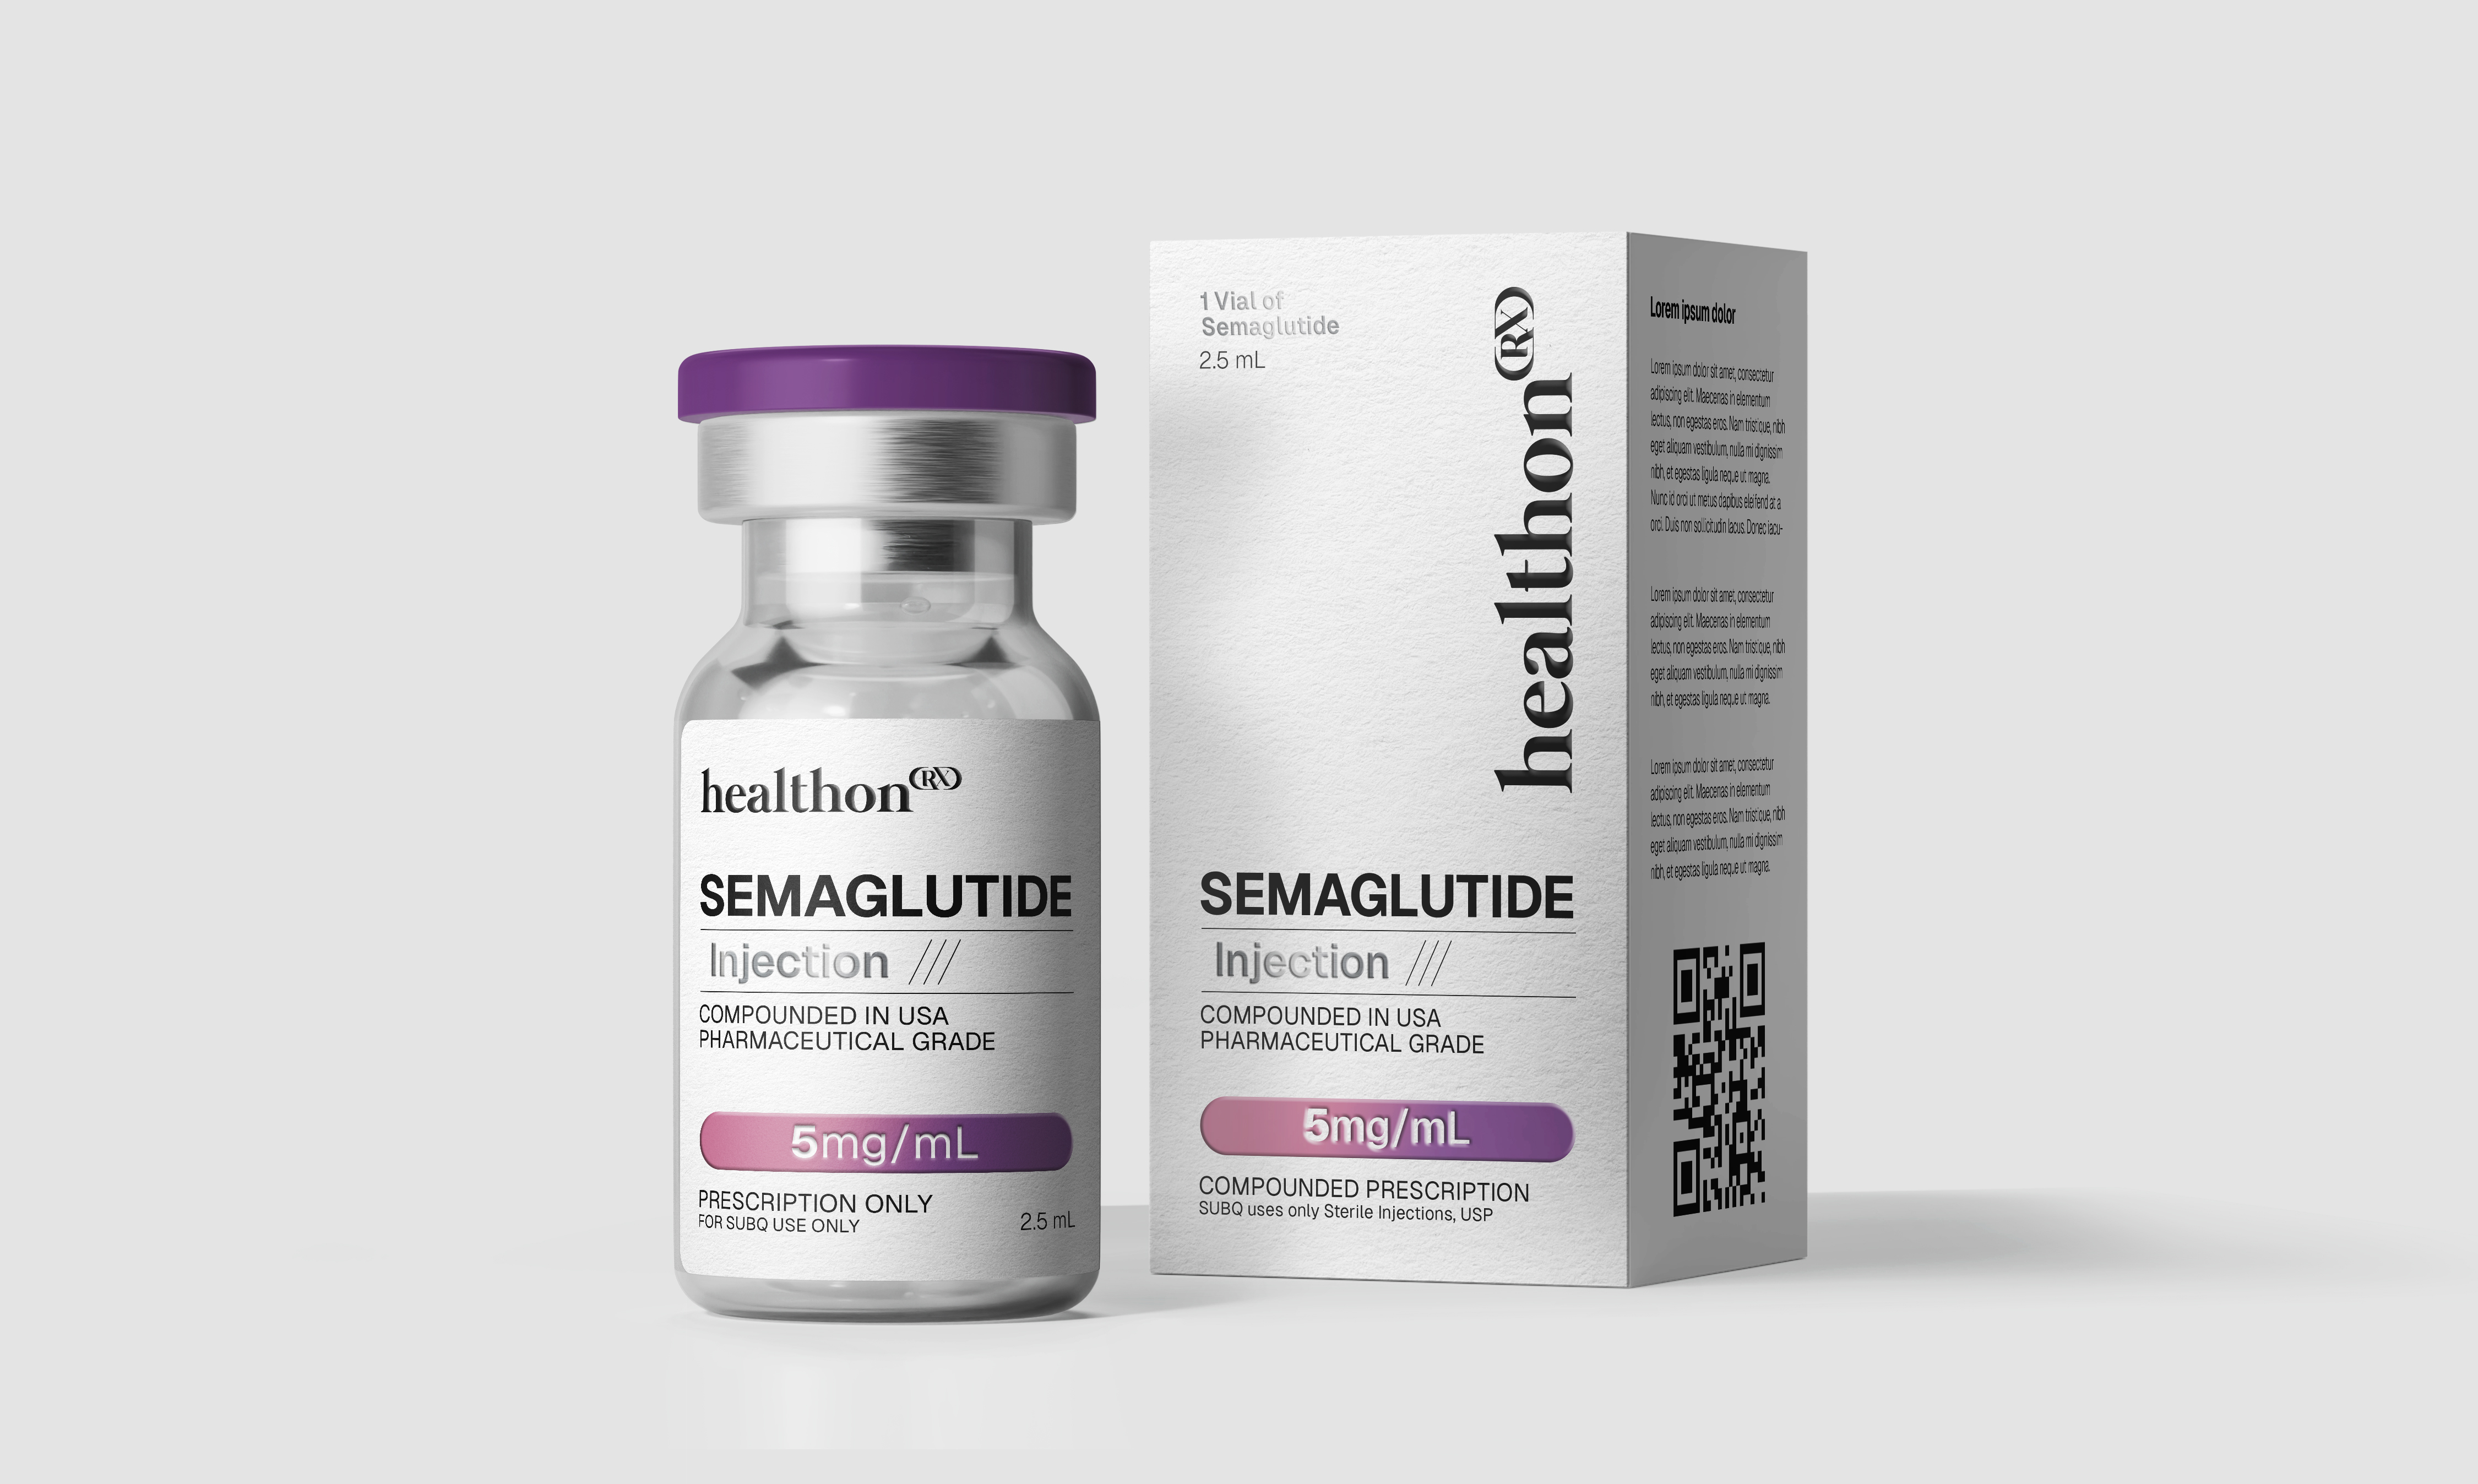 healthon RX
SEMAGLUTIDE
Injection ///
COMPOUNDED IN USA
PHARMACEUTICAL GRADE
5mg/mL
PRESCRIPTION ONLY
FOR SUBQ USE ONLY
2.5 mL
1 Vial of
Semaglutide
2.5 mL
healthon RX
SEMAGLUTIDE
Injection ///
COMPOUNDED IN USA
PHARMACEUTICAL GRADE
5mg/mL
COMPOUNDED PRESCRIPTION
SUBQ uses only Sterile Injections, USP
Lorem ipsum dolor
Lorem ipsum dolor sit amet, consectetur
adipiscing elit. Maecenas in elementum
lectus, non egestas eros. Nam tristique, nibh
eget aliquam vestibulum, nulla mi dignissim
nibh, et egestas ligula neque ut magna.
Nunc id orci ut metus dapibus eleifend at a
orci. Duis non sollicitudin lacus. Donec iacu-
Lorem ipsum dolor sit amet, consectetur
adipiscing elit. Maecenas in elementum
lectus, non egestas eros. Nam tristique, nibh
eget aliquam vestibulum, nulla mi dignissim
nibh, et egestas ligula neque ut magna.
Lorem ipsum dolor sit amet, consectetur
adipiscing elit. Maecenas in elementum
lectus, non egestas eros. Nam tristique, nibh
eget aliquam vestibulum, nulla mi dignissim
nibh, et egestas ligula neque ut magna.